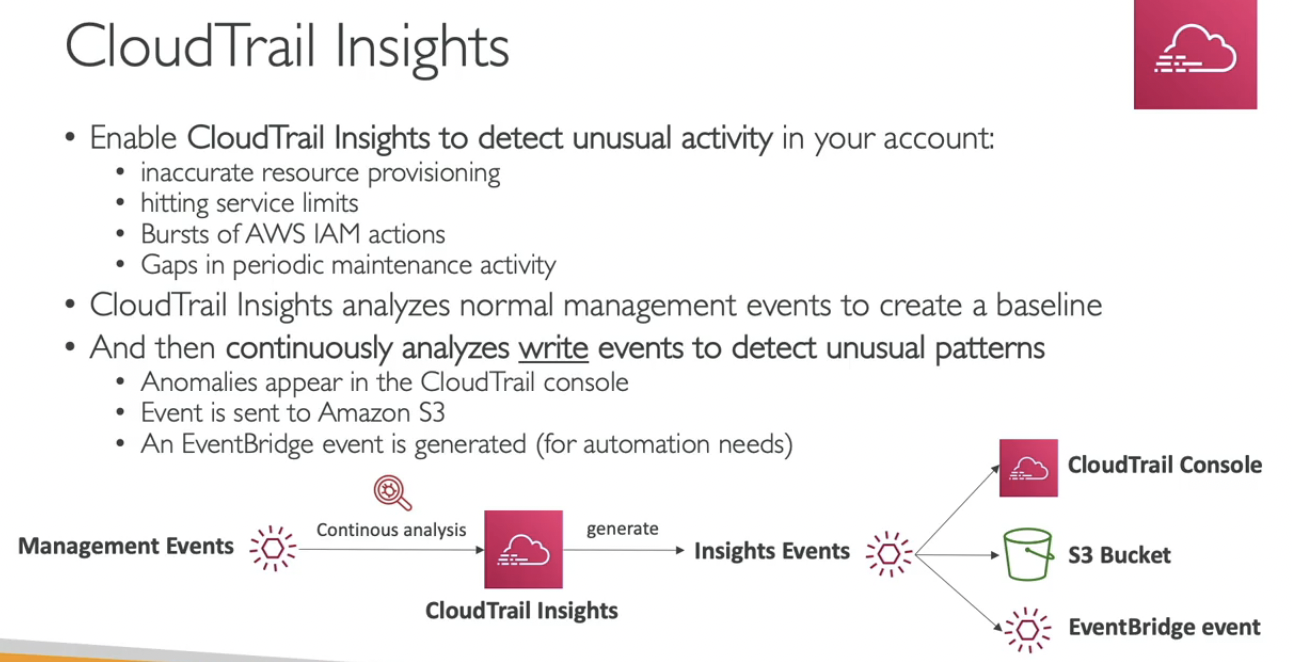 CloudTrail Insights
• Enable CloudTrail Insights to detect unusual activity in your account:
• inaccurate resource provisioning
• hitting service limits
• Bursts of AWS IAM actions
• Gaps in periodic maintenance activity
• CloudTrail Insights analyzes normal management events to create a baseline
• And then continuously analyzes write events to detect unusual patterns
• Anomalies appear in the CloudTrail console
• Event is sent to Amazon S3
• An EventBridge event is generated (for automation needs)
Management Events
Continous analysis
CloudTrail Insights
generate
Insights Events
CloudTrail Console
S3 Bucket
EventBridge event